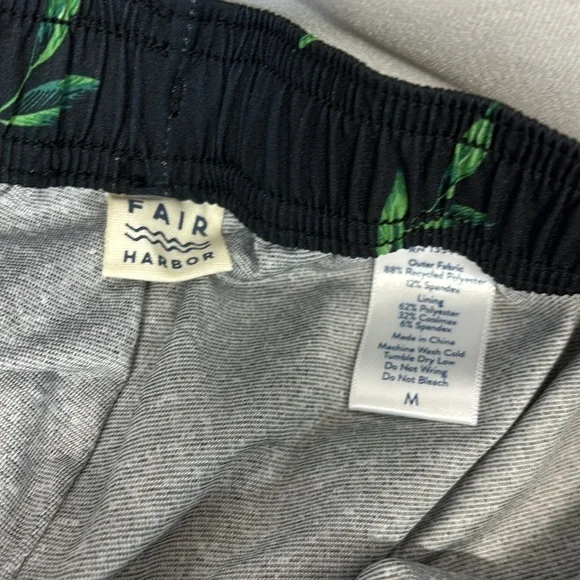 FAIR
HARBOR
Outer Fabric
88% Recycled Polyester
12% Spandex
Lining
62% Polyester
32% Coolmax
6% Spandex
Made in China
Machine Wash Cold
Tumble Dry Low
Do Not Wring
Do Not Bleach
M